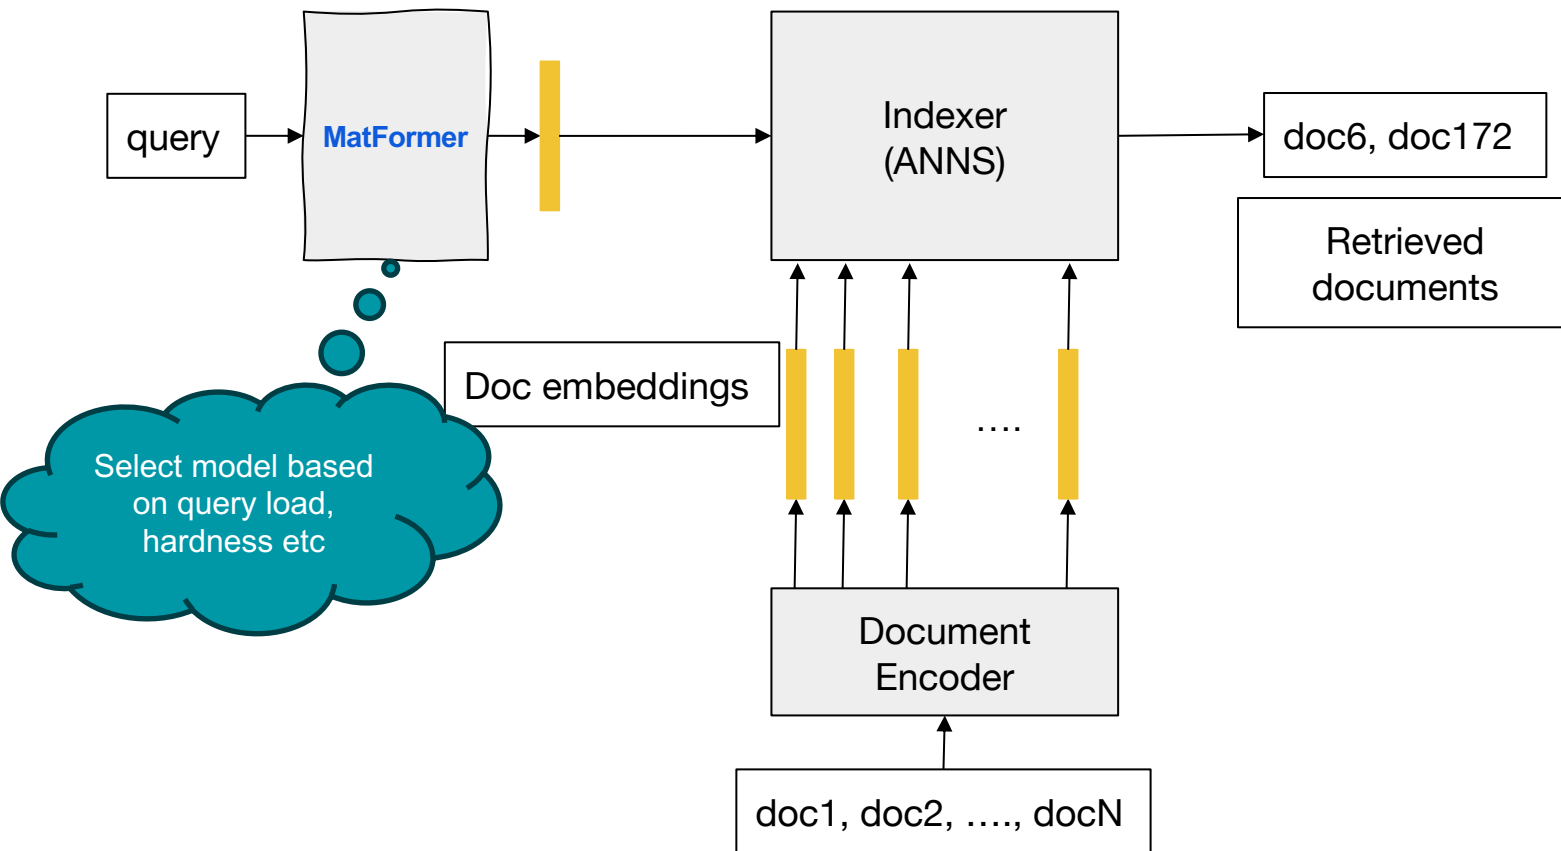 query
MatFormer
Indexer
(ANNS)
doc6, doc172
Retrieved
documents
Doc embeddings
....
Select model based
on query load,
hardness etc
Document
Encoder
doc1, doc2, ...., docN